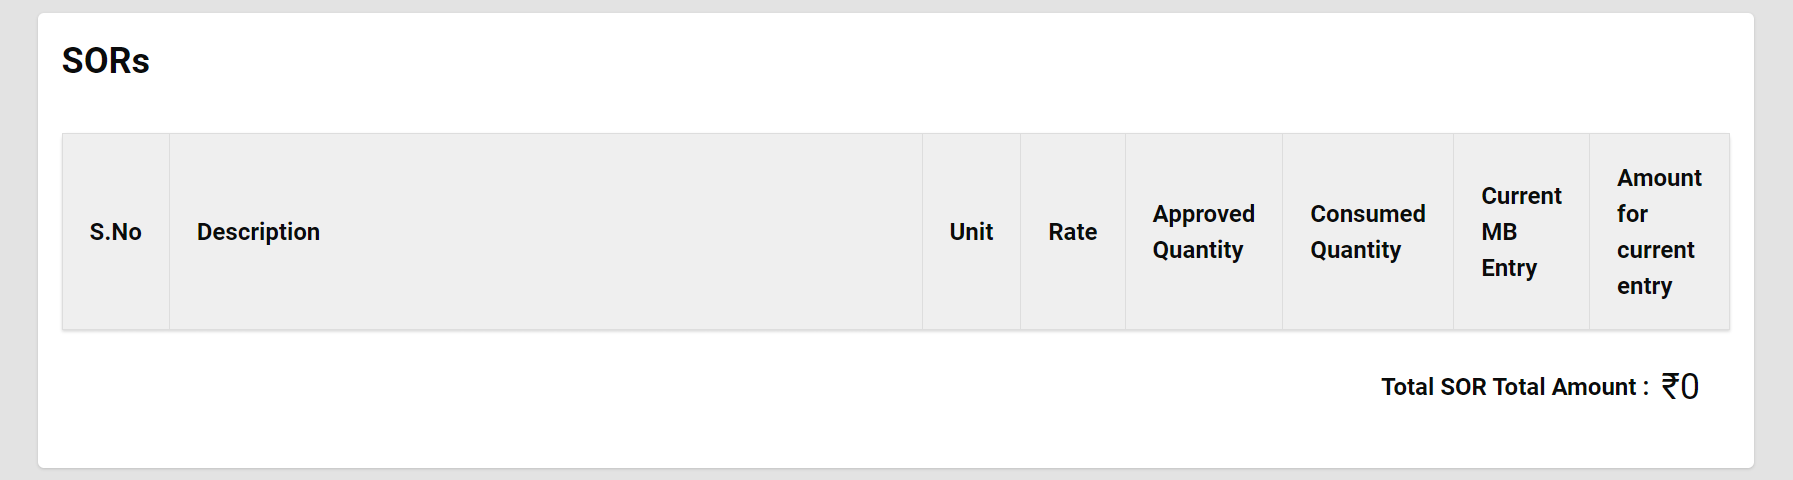 SORs
S.No
Description
Unit
Rate
Approved
Quantity
Consumed
Quantity
Current
MB
Entry
Amount
for
current
entry
Total SOR Total Amount : ₹0